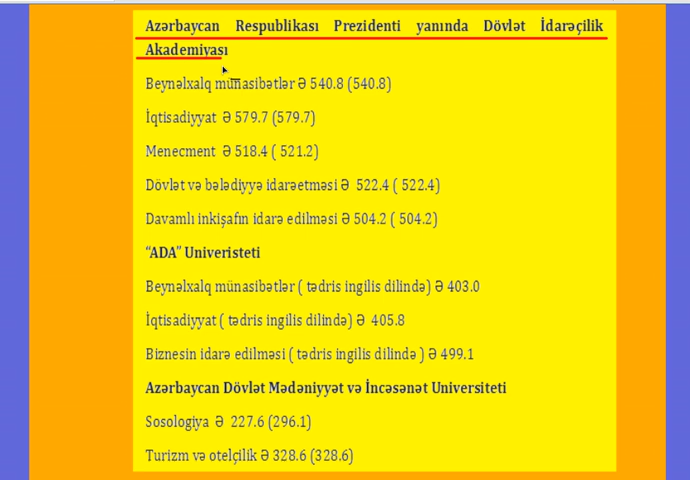 Azərbaycan Respublikası Prezidenti yanında Dövlət İdarəçilik
Akademiyası
Beynəlxalq münasibətlər Ə 540.8 (540.8)
İqtisadiyyat Ə 579.7 (579.7)
Menecment Ə 518.4 ( 521.2)
Dövlət və bələdiyyə idarəetməsi Ə 522.4 ( 522.4)
Davamlı inkişafın idarə edilməsi Ə 504.2 ( 504.2)
“ADA” Univeristeti
Beynəlxalq münasibətlər ( tədris ingilis dilində) Ə 403.0
İqtisadiyyat ( tədris ingilis dilində) Ə 405.8
Biznesin idarə edilməsi ( tədris ingilis dilində ) Ə 499.1
Azərbaycan Dövlət Mədəniyyət və İncəsənət Universiteti
Sosologiya Ə 227.6 (296.1)
Turizm və otelçilik Ə 328.6 (328.6)